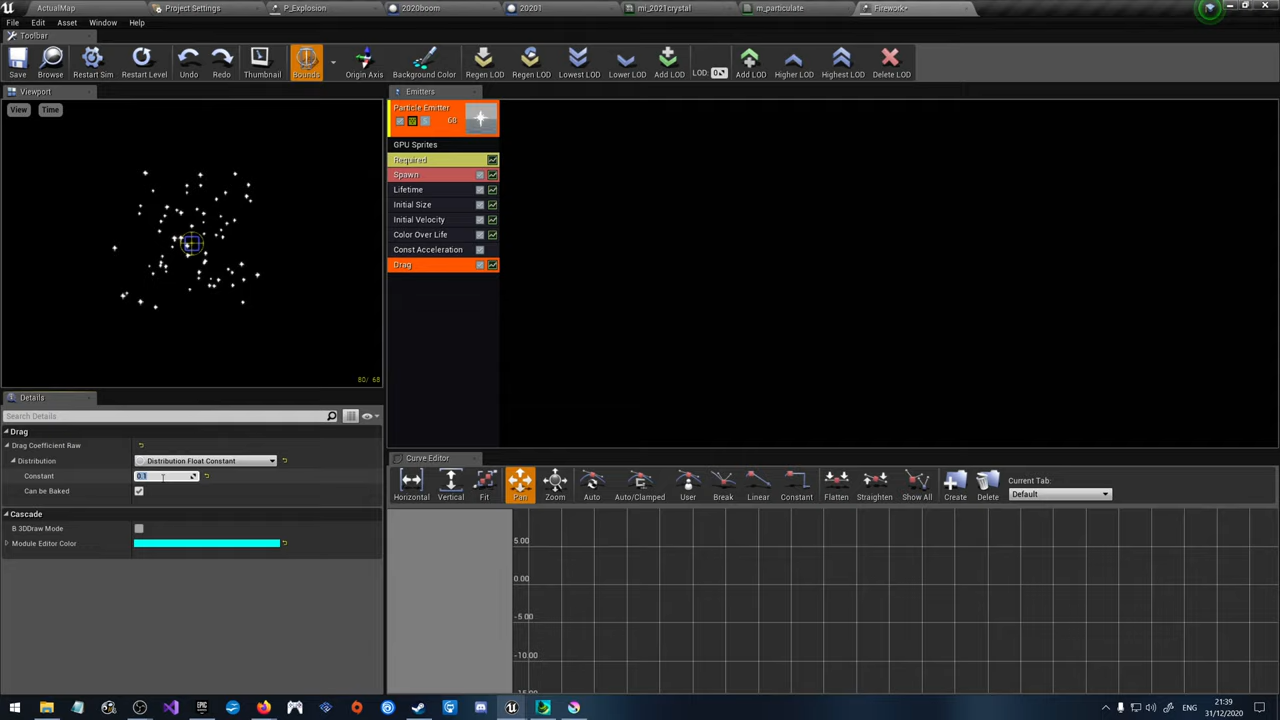 ActualMap Project Settings P_Explosion 2020boom 20201 mi_2021crystal m_particulate Firework*
File Edit Asset Window Help
Toolbar
Save Browse Restart Sim Restart Level Undo Redo Thumbnail Bounds Origin Axis Background Color Regen LOD Regen LOD Lowest LOD Lower LOD Add LOD LOD: 0 Add LOD Higher LOD Highest LOD Delete LOD
Viewport
Emitters
View Time
Particle Emitter
68
GPU Sprites
Required
Spawn
Lifetime
Initial Size
Initial Velocity
Color Over Life
Const Acceleration
Drag
80/ 68
Details
Search Details
Drag
Drag Coefficient Raw
Distribution Distribution Float Constant
Constant 0.1
Can be Baked
Cascade
B 3DDraw Mode
Module Editor Color
Curve Editor
Horizontal Vertical Fit Pan Zoom Auto Auto/Clamped User Break Linear Constant Flatten Straighten Show All Create Delete
Current Tab:
Default
5.00
0.00
-5.00
-10.00
-15.00
ENG
21:39
31/12/2020